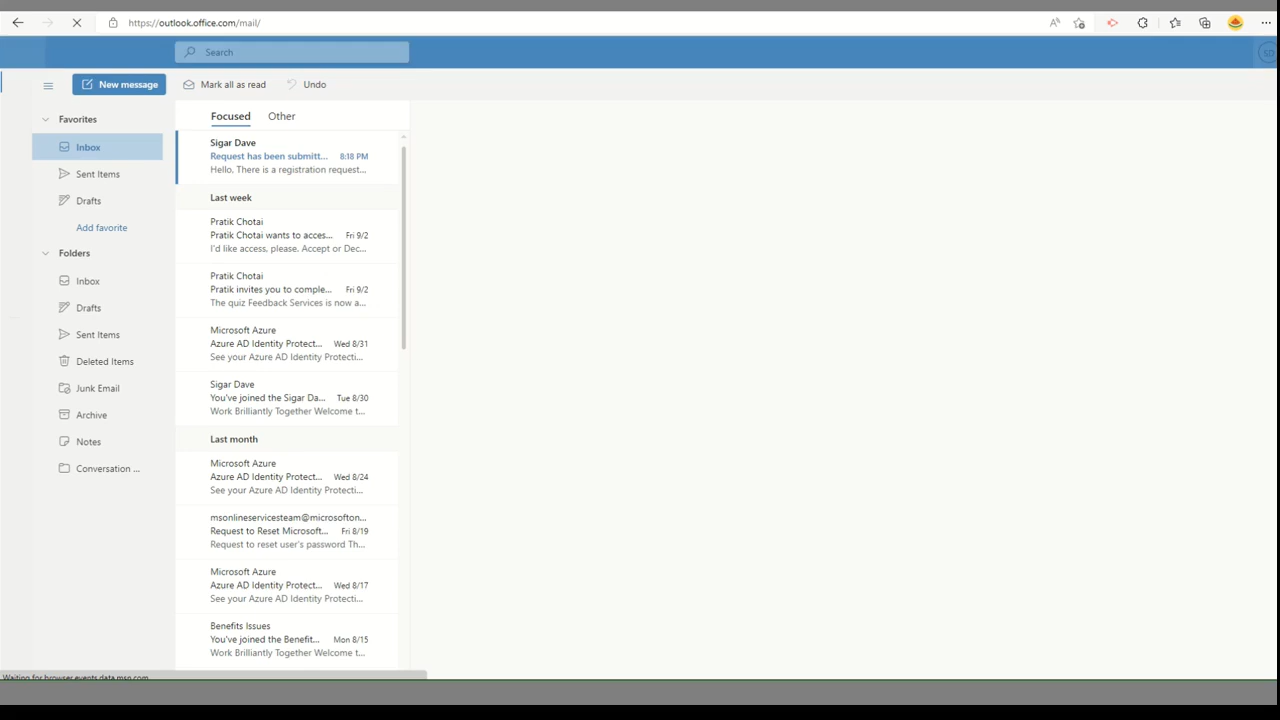 https://outlook.office.com/mail/
Search
SD
New message
Mark all as read
Undo
Favorites
Inbox
Sent Items
Drafts
Add favorite
Folders
Inbox
Drafts
Sent Items
Deleted Items
Junk Email
Archive
Notes
Conversation ...
Focused
Other
Sigar Dave
Request has been submitt... 8:18 PM
Hello, There is a registration request...
Last week
Pratik Chotai
Pratik Chotai wants to acces... Fri 9/2
I'd like access, please. Accept or Dec...
Pratik Chotai
Pratik invites you to comple... Fri 9/2
The quiz Feedback Services is now a...
Microsoft Azure
Azure AD Identity Protect... Wed 8/31
See your Azure AD Identity Protecti...
Sigar Dave
You've joined the Sigar Da... Tue 8/30
Work Brilliantly Together Welcome t...
Last month
Microsoft Azure
Azure AD Identity Protect... Wed 8/24
See your Azure AD Identity Protecti...
msonlineservicesteam@microsofton...
Request to Reset Microsoft... Fri 8/19
Request to reset user's password Th...
Microsoft Azure
Azure AD Identity Protect... Wed 8/17
See your Azure AD Identity Protecti...
Benefits Issues
You've joined the Benefit... Mon 8/15
Work Brilliantly Together Welcome t...
Waiting for browser.events.data.msn.com